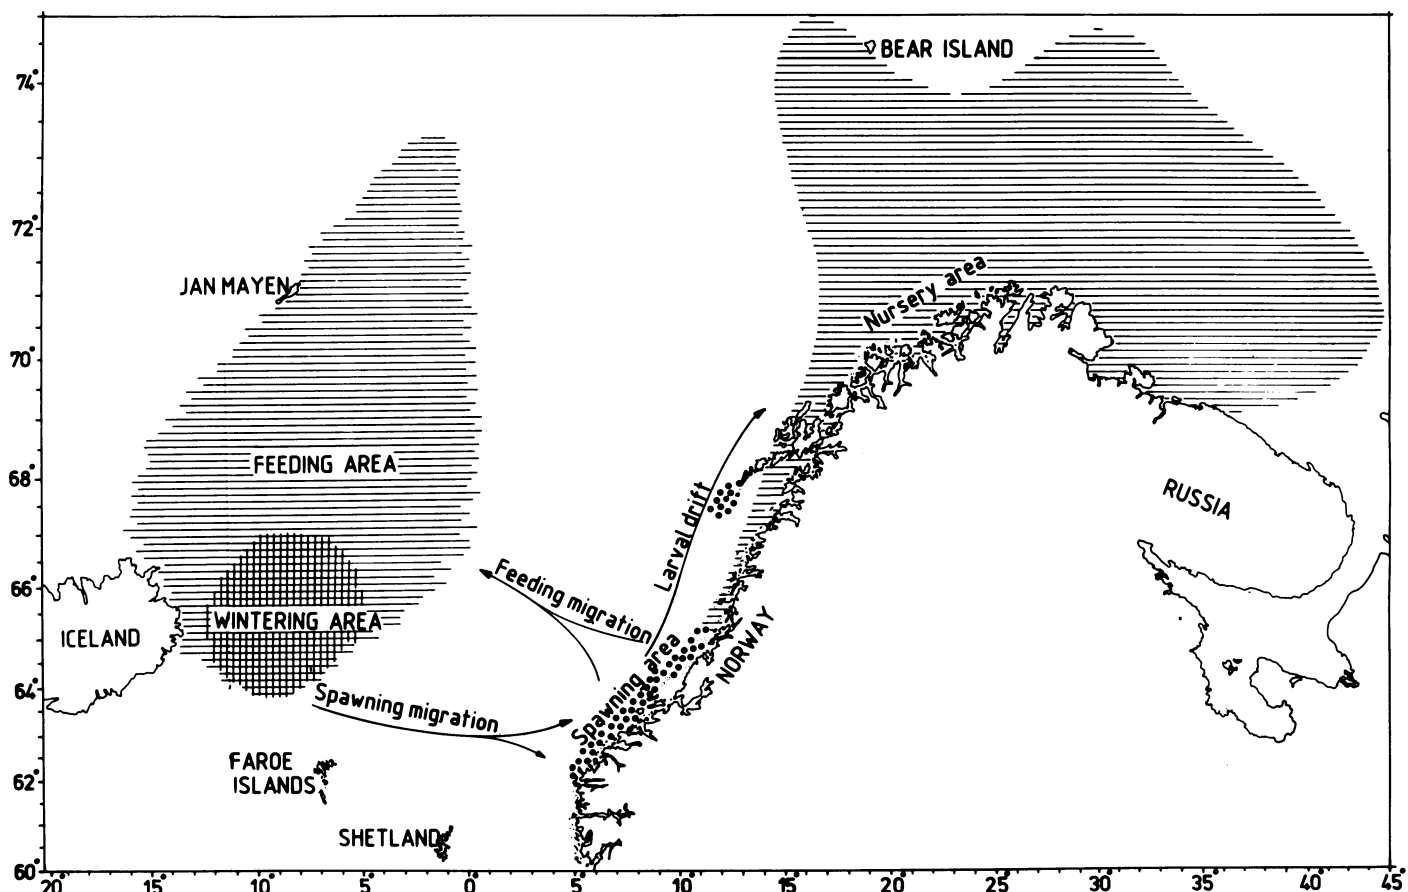 74°
72°
70°
68°
66°
64°
62°
60°
BEAR ISLAND
JAN MAYEN
Nursery area
FEEDING AREA
RUSSIA
Larval drift
Feeding migration
WINTERING AREA
ICELAND
Spawning area
NORWAY
Spawning migration
FAROE
ISLANDS
SHETLAND
20° 15° 10° 5° 0 5 10 15 20 25 30 35 40 45°